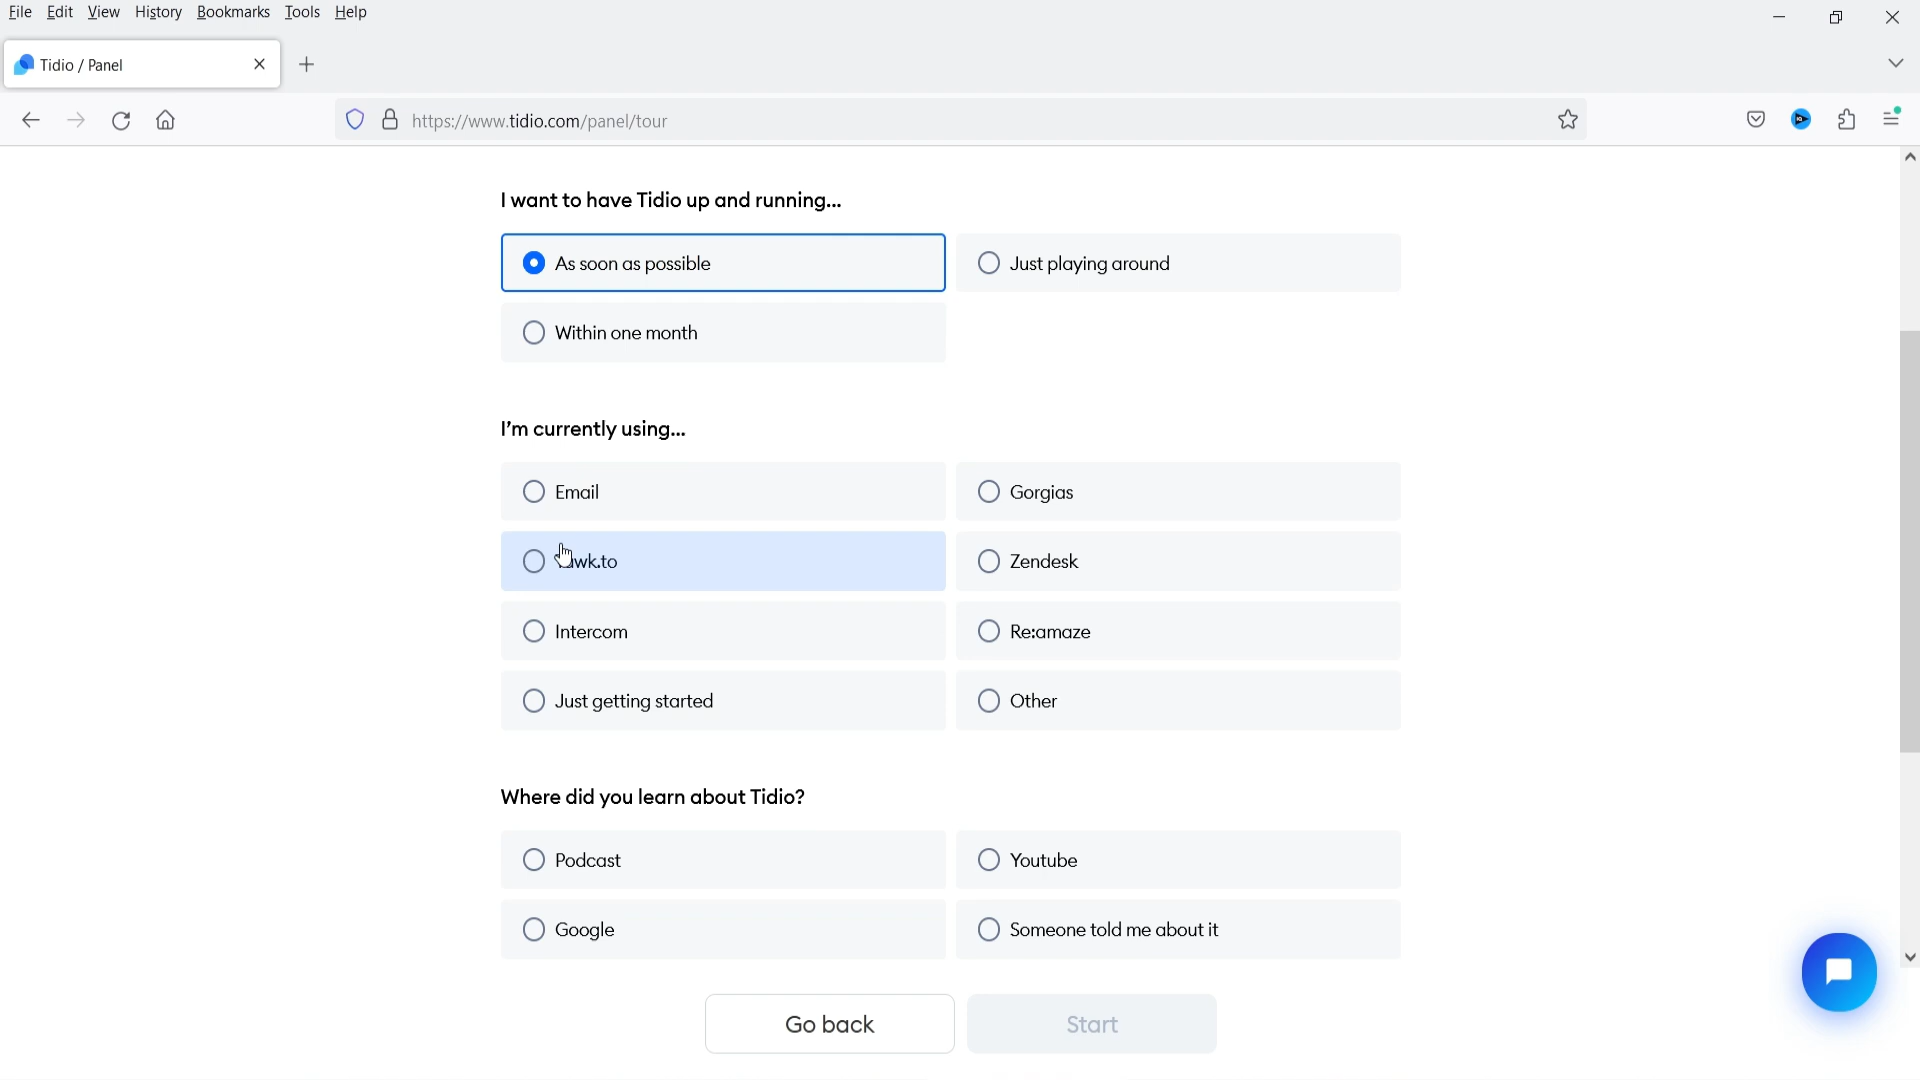 File Edit View History Bookmarks Tools Help
Tidio / Panel
https://www.tidio.com/panel/tour
I want to have Tidio up and running...
As soon as possible
Just playing around
Within one month
I'm currently using...
Email
Gorgias
wk.to
Zendesk
Intercom
Re:amaze
Just getting started
Other
Where did you learn about Tidio?
Podcast
Youtube
Google
Someone told me about it
Go back
Start